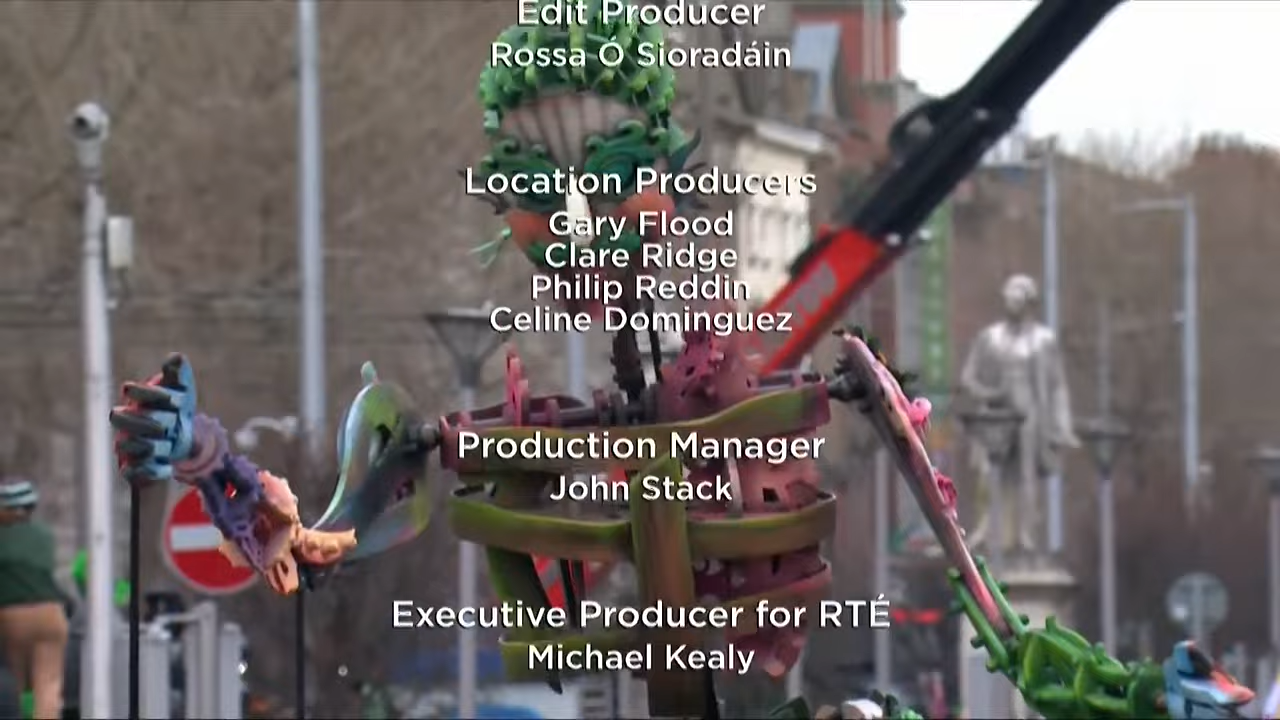 Edit Producer
Rossa Ó Sioradáin
Location Producers
Gary Flood
Clare Ridge
Philip Reddin
Celine Dominguez
Production Manager
John Stack
Executive Producer for RTÉ
Michael Kealy